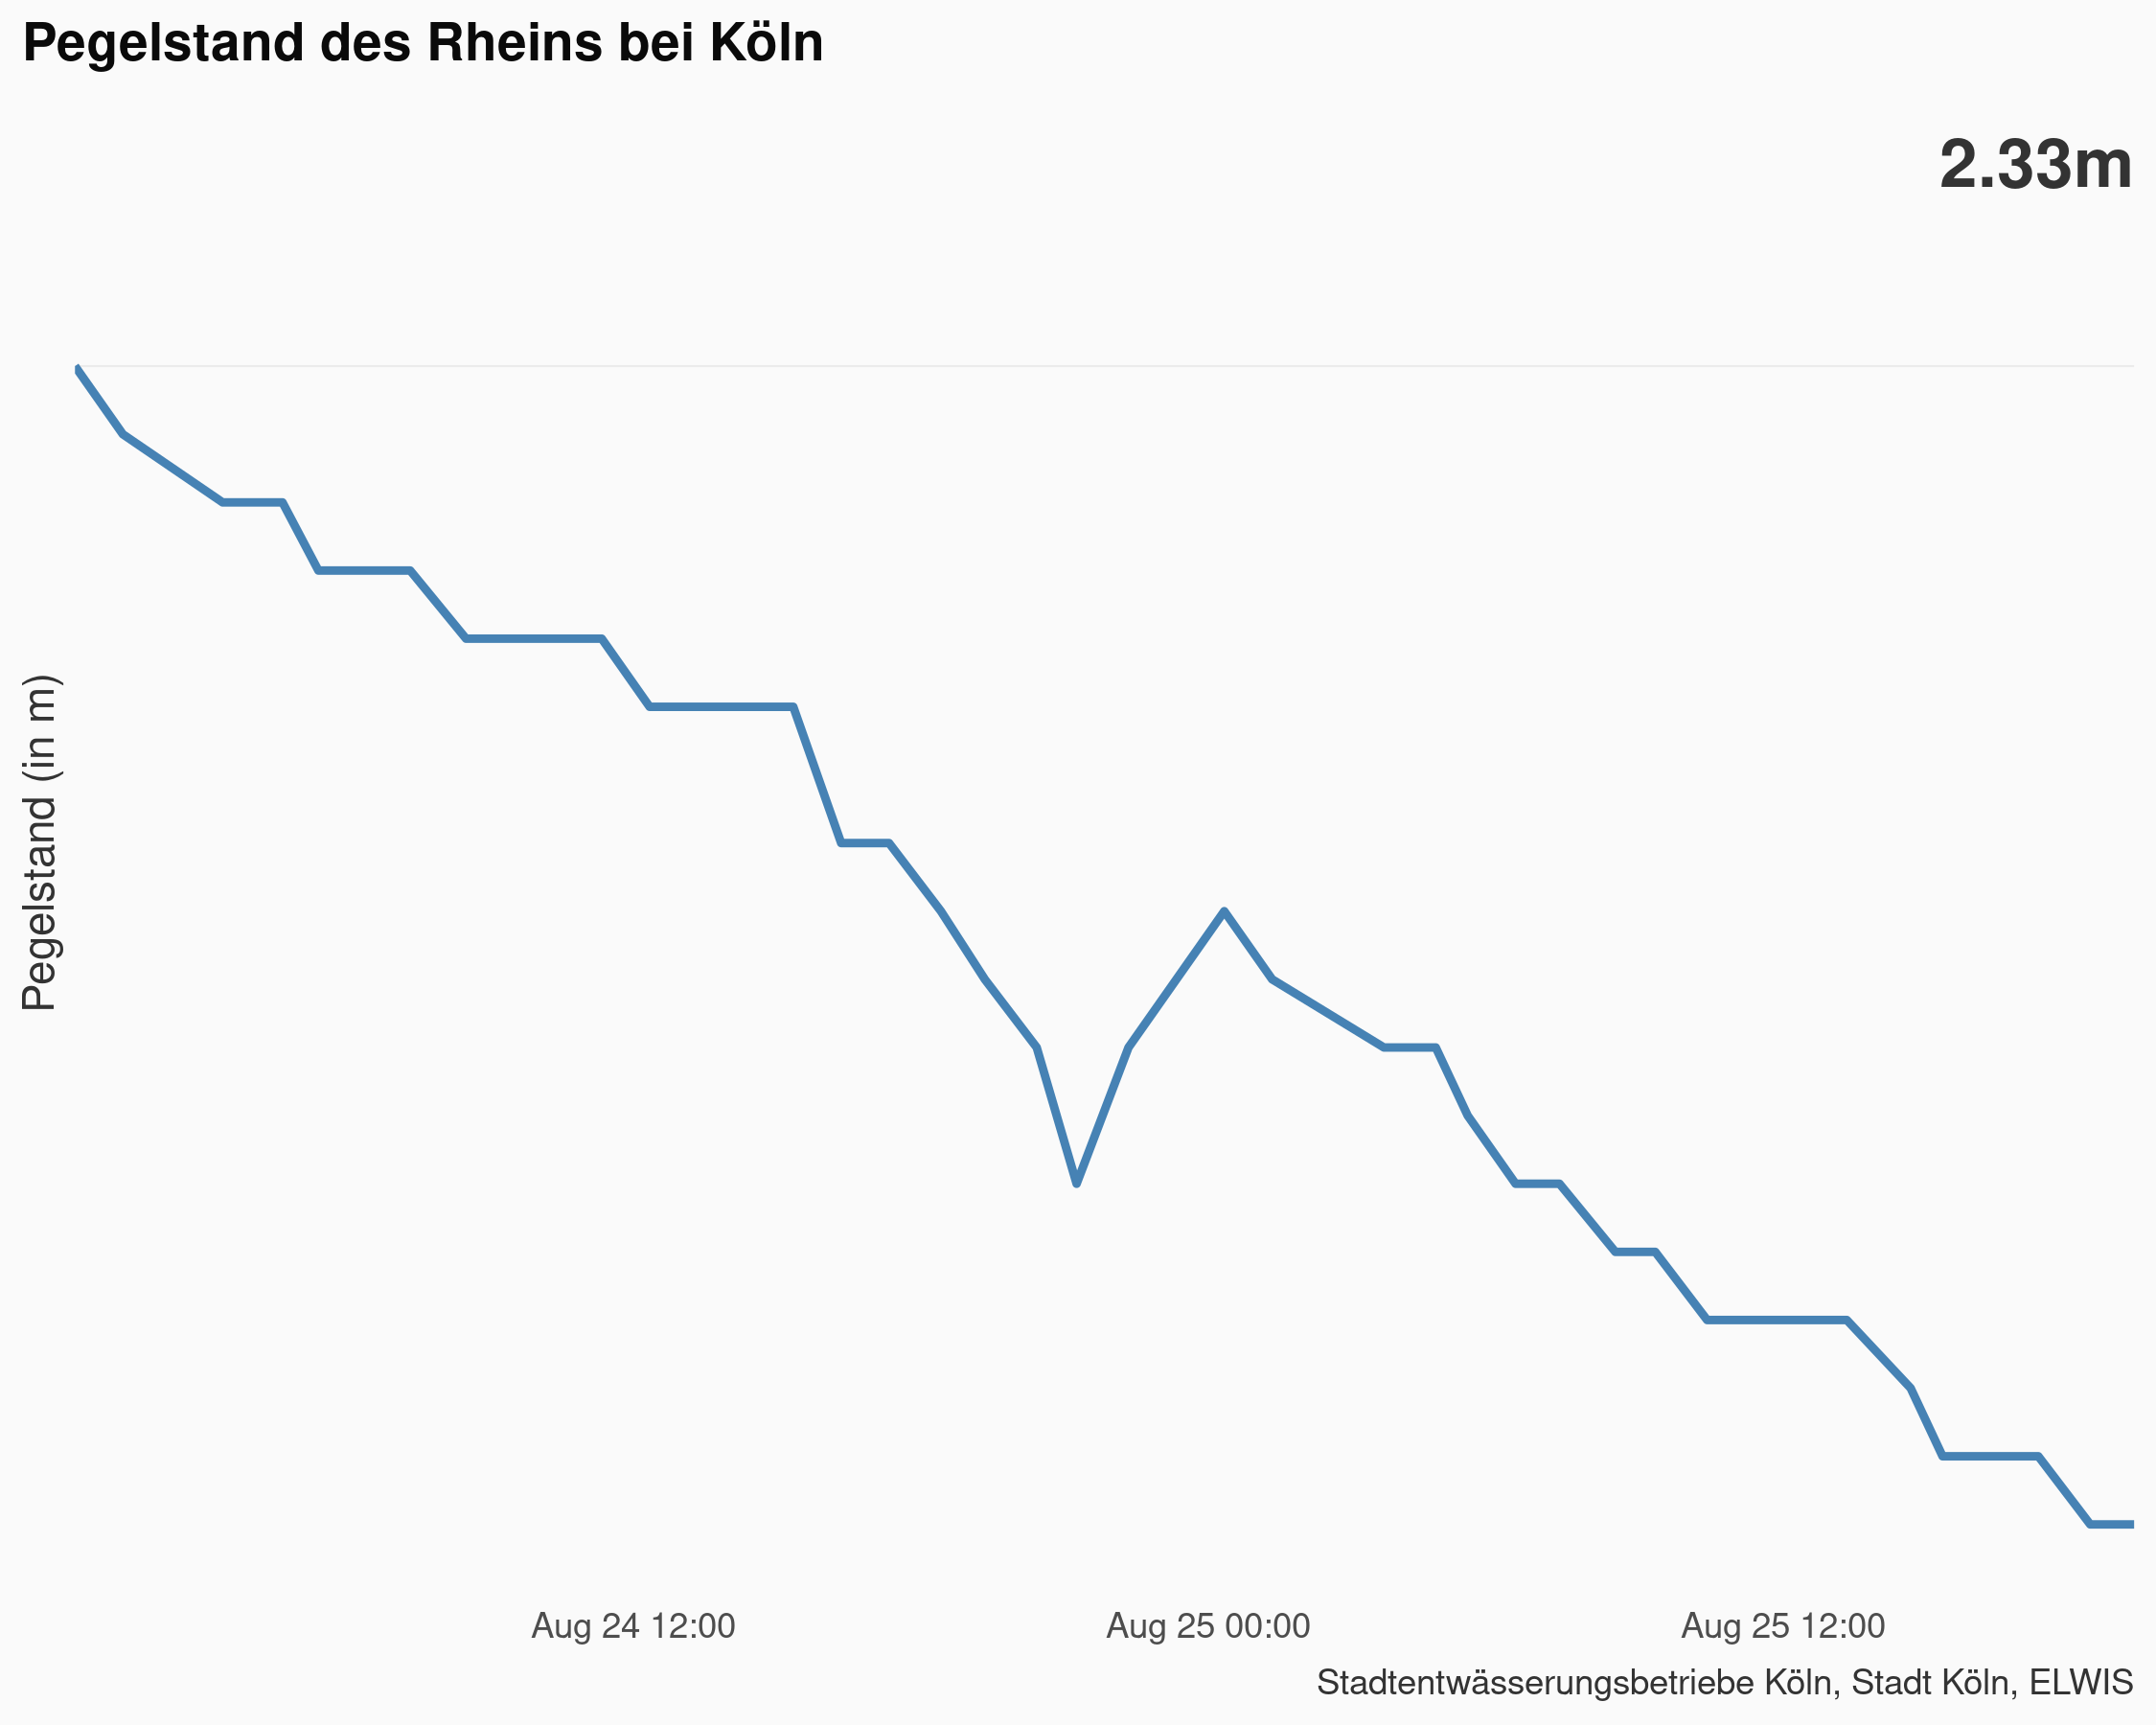 Pegelstand des Rheins bei Köln
2.33m
Pegelstand (in m)
Aug 24 12:00
Aug 25 00:00
Aug 25 12:00
Stadtentwässerungsbetriebe Köln, Stadt Köln, ELWIS